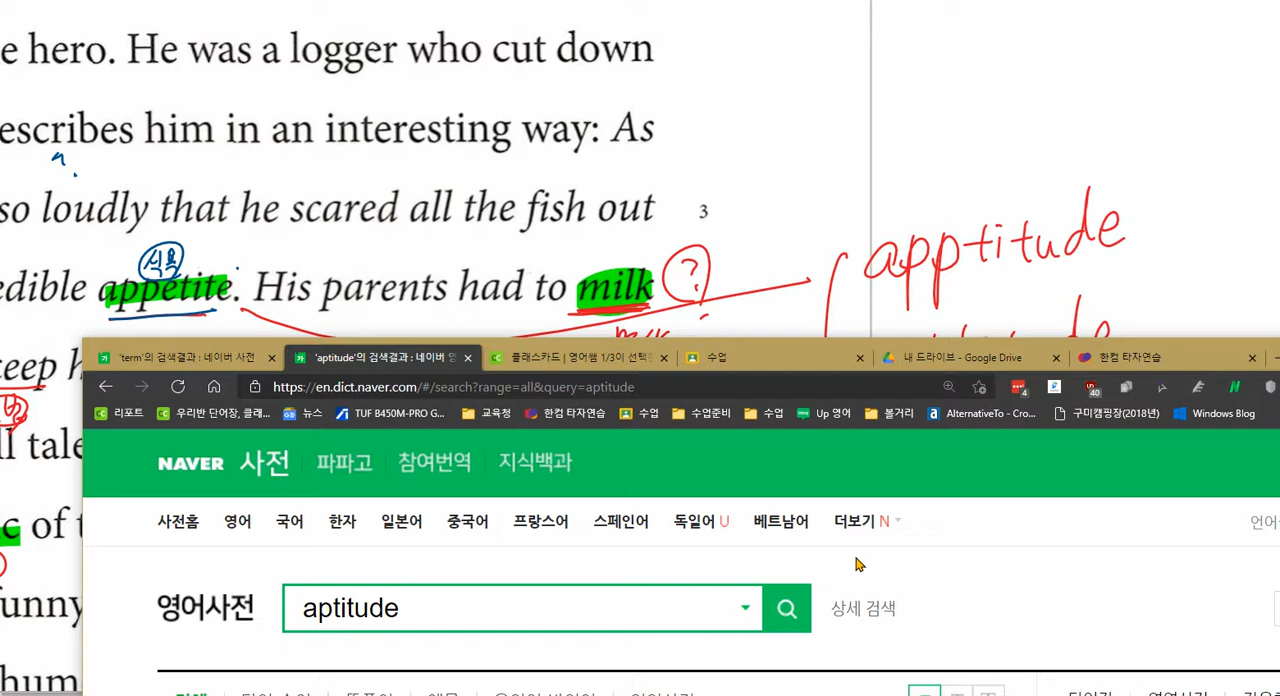 e hero. He was a logger who cut down
escribes him in an interesting way: As
so loudly that he scared all the fish out
3
apptitude
식욕
edible appetite. His parents had to milk ?
eep
ll tale
c of t
funny
hum
'term'의 검색결과 : 네이버 사전 × 'aptitude'의 검색결과 : 네이버 영 × 클래스카드 | 영어쌤 1/3이 선택한 × 수업 × 내 드라이브 - Google Drive × 한컴 타자연습 ×
https://en.dict.naver.com/#/search?range=all&query=aptitude
4 40
리포트 우리반 단어장, 클래... 뉴스 TUF B450M-PRO G... 교육청 한컴 타자연습 수업 수업준비 수업 Up 영어 볼거리 AlternativeTo - Cro... 구미캠핑장(2018년) Windows Blog
NAVER 사전 파파고 참여번역 지식백과
사전홈 영어 국어 한자 일본어 중국어 프랑스어 스페인어 독일어 U 베트남어 더보기 N
영어사전 aptitude 상세 검색